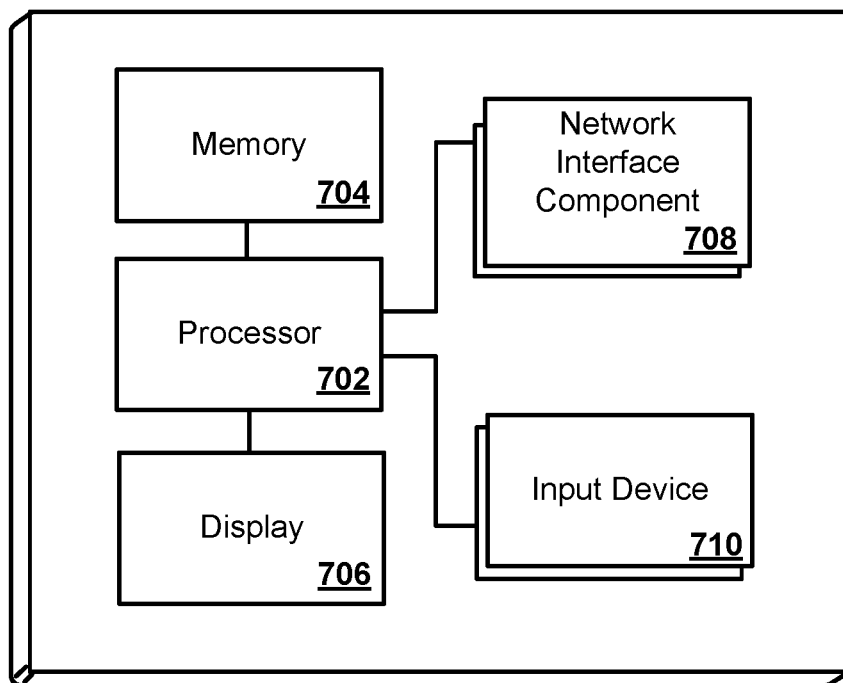 Memory
704
Network
Interface
Component
708
Processor
702
Display
706
Input Device
710